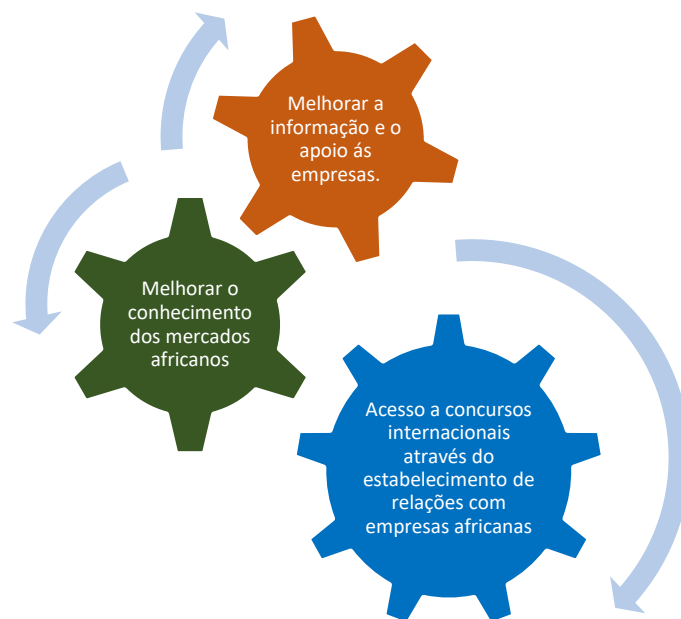 Melhorar a
informação e o
apoio ás
empresas.
Melhorar o
conhecimento
dos mercados
africanos
Acesso a concursos
internacionais
através do
estabelecimento de
relações com
empresas africanas